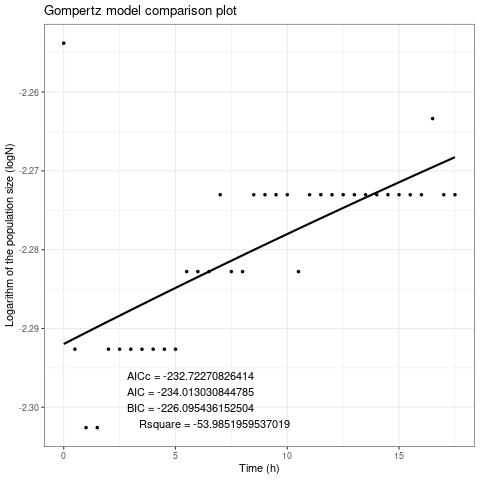 Gompertz model comparison plot
Logarithm of the population size (logN)
-2.26
-2.27
-2.28
-2.29
-2.30
AICc = -232.72270826414
AIC = -234.013030844785
BIC = -226.095436152504
Rsquare = -53.9851959537019
0 5 10 15
Time (h)